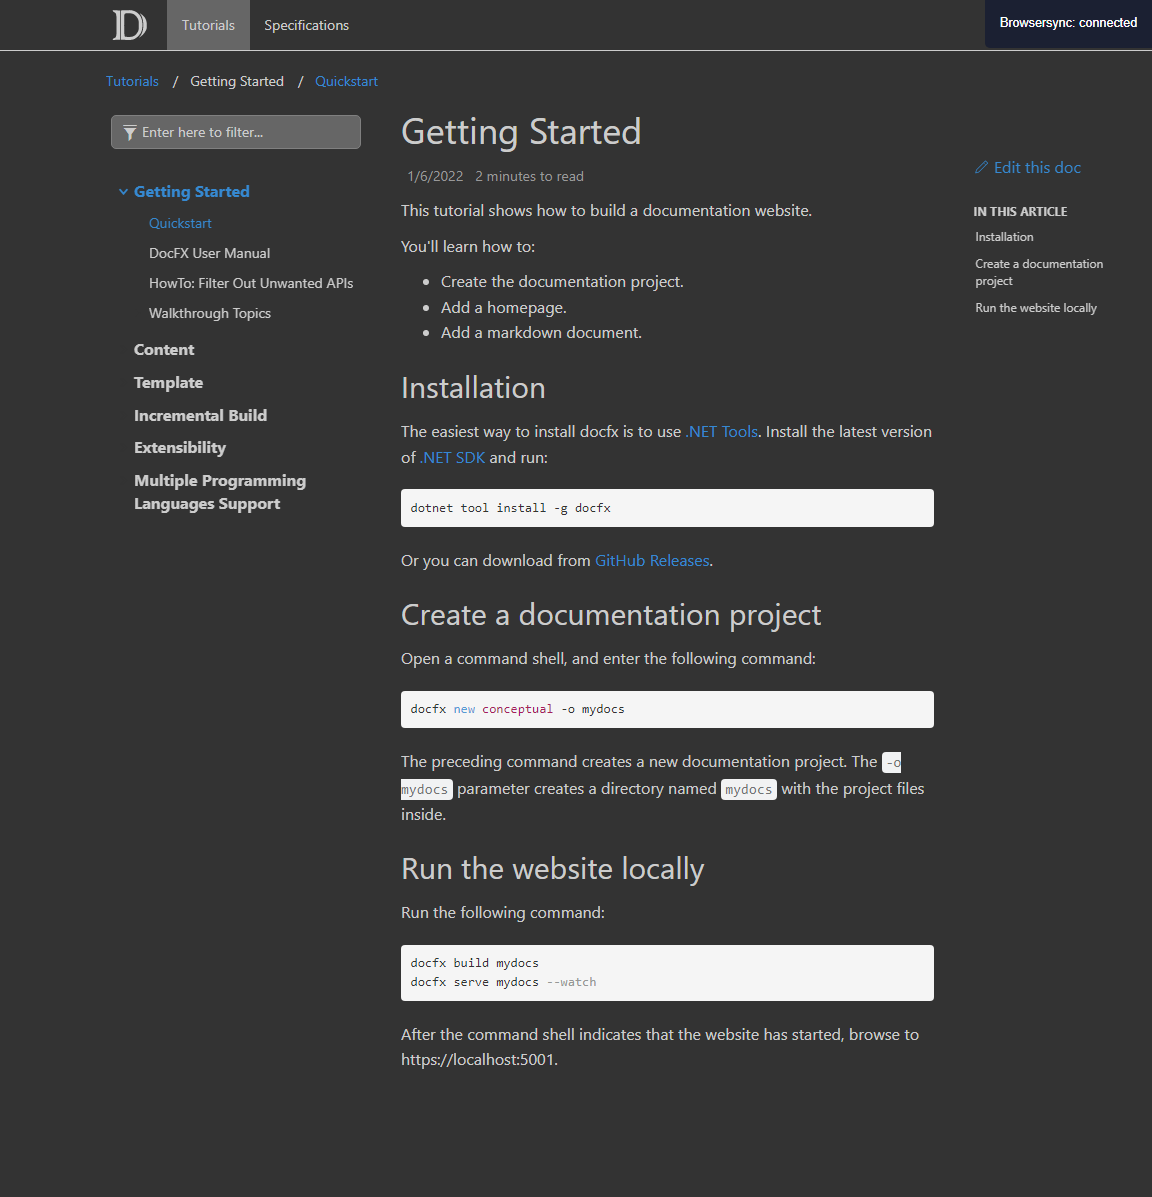 D
Tutorials
Specifications
Browsersync: connected
Tutorials / Getting Started / Quickstart
Enter here to filter...
Getting Started
Quickstart
DocFX User Manual
HowTo: Filter Out Unwanted APIs
Walkthrough Topics
Content
Template
Incremental Build
Extensibility
Multiple Programming
Languages Support
Getting Started
1/6/2022 2 minutes to read
This tutorial shows how to build a documentation website.
You'll learn how to:
• Create the documentation project.
• Add a homepage.
• Add a markdown document.
Installation
The easiest way to install docfx is to use .NET Tools. Install the latest version
of .NET SDK and run:
dotnet tool install -g docfx
Or you can download from GitHub Releases.
Create a documentation project
Open a command shell, and enter the following command:
docfx new conceptual -o mydocs
The preceding command creates a new documentation project. The -o
mydocs parameter creates a directory named mydocs with the project files
inside.
Run the website locally
Run the following command:
docfx build mydocs
docfx serve mydocs --watch
After the command shell indicates that the website has started, browse to
https://localhost:5001.
Edit this doc
IN THIS ARTICLE
Installation
Create a documentation
project
Run the website locally